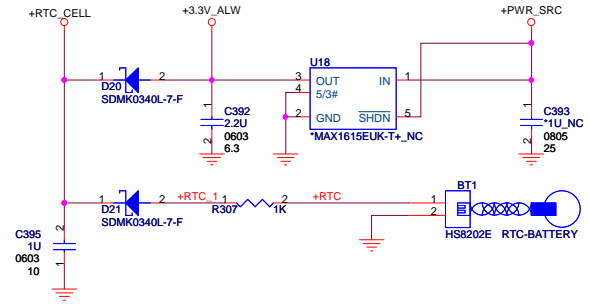 +RTC_CELL
+3.3V_ALW
+PWR_SRC
U18
1 2
D20
SDMK0340L-7-F
3 OUT IN 1
4 5/3#
2 GND SHDN 5
*MAX1615EUK-T+_NC
1
C392
2.2U
0603
6.3
2
1
C393
*1U_NC
0805
25
2
1 2
D21
SDMK0340L-7-F
+RTC_1
1 2
R307 1K
+RTC
BT1
1
2
HS8202E
RTC-BATTERY
2
C395
1U
0603
10
1